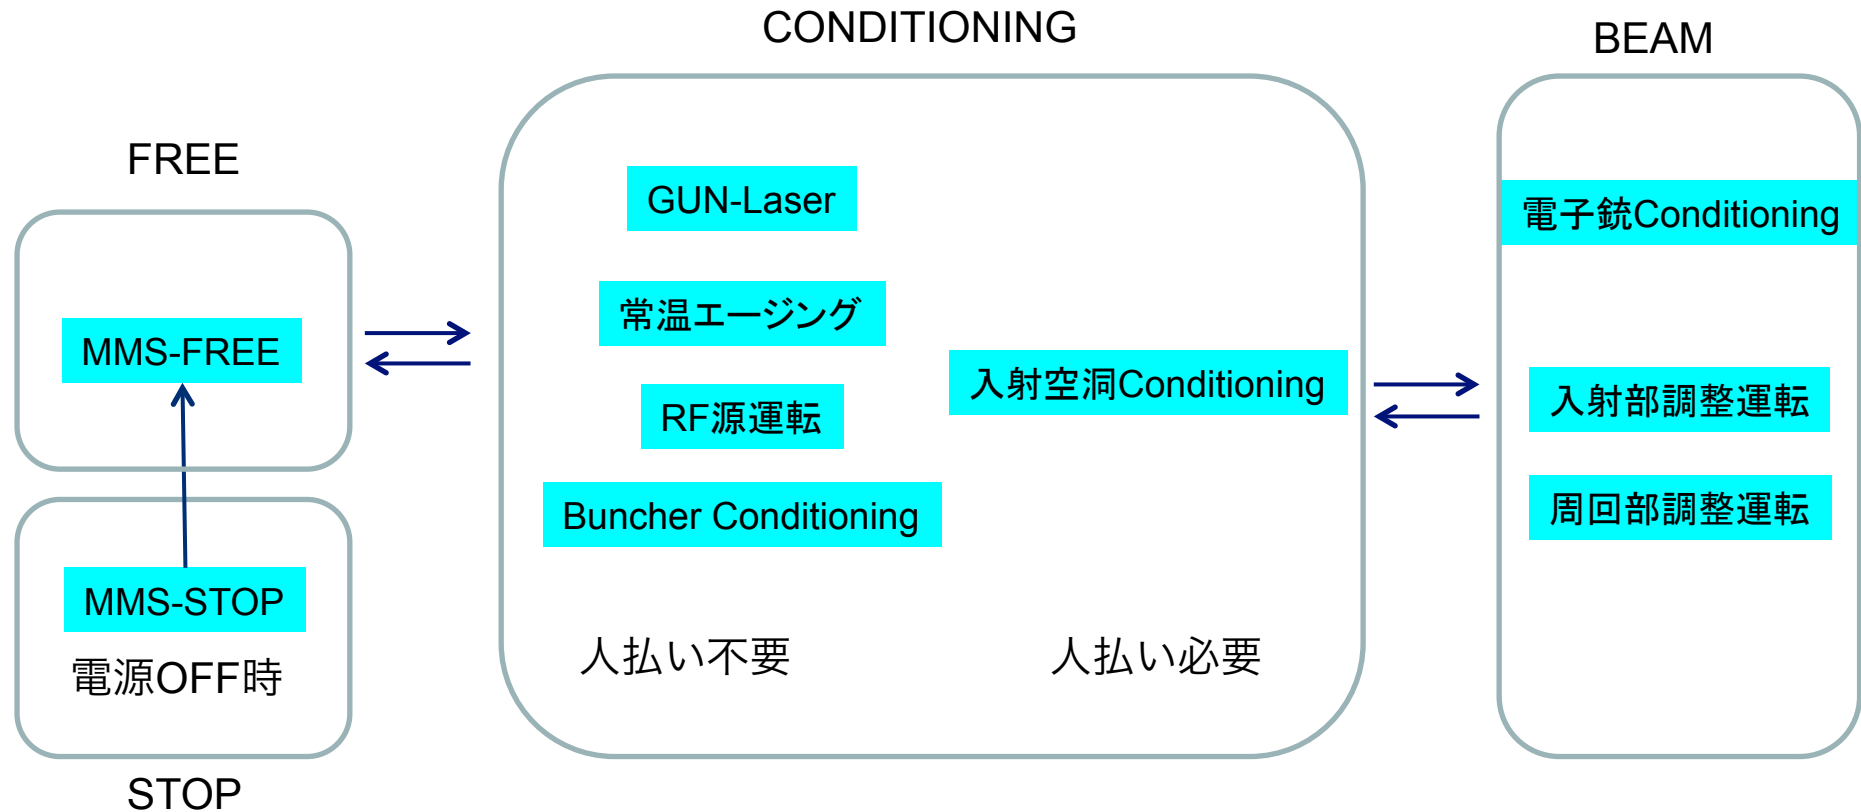 CONDITIONING
BEAM
FREE
GUN-Laser
電子銃Conditioning
常温エージング
MMS-FREE
入射空洞Conditioning
入射部調整運転
RF源運転
Buncher Conditioning
周回部調整運転
MMS-STOP
電源OFF時
人払い不要
人払い必要
STOP